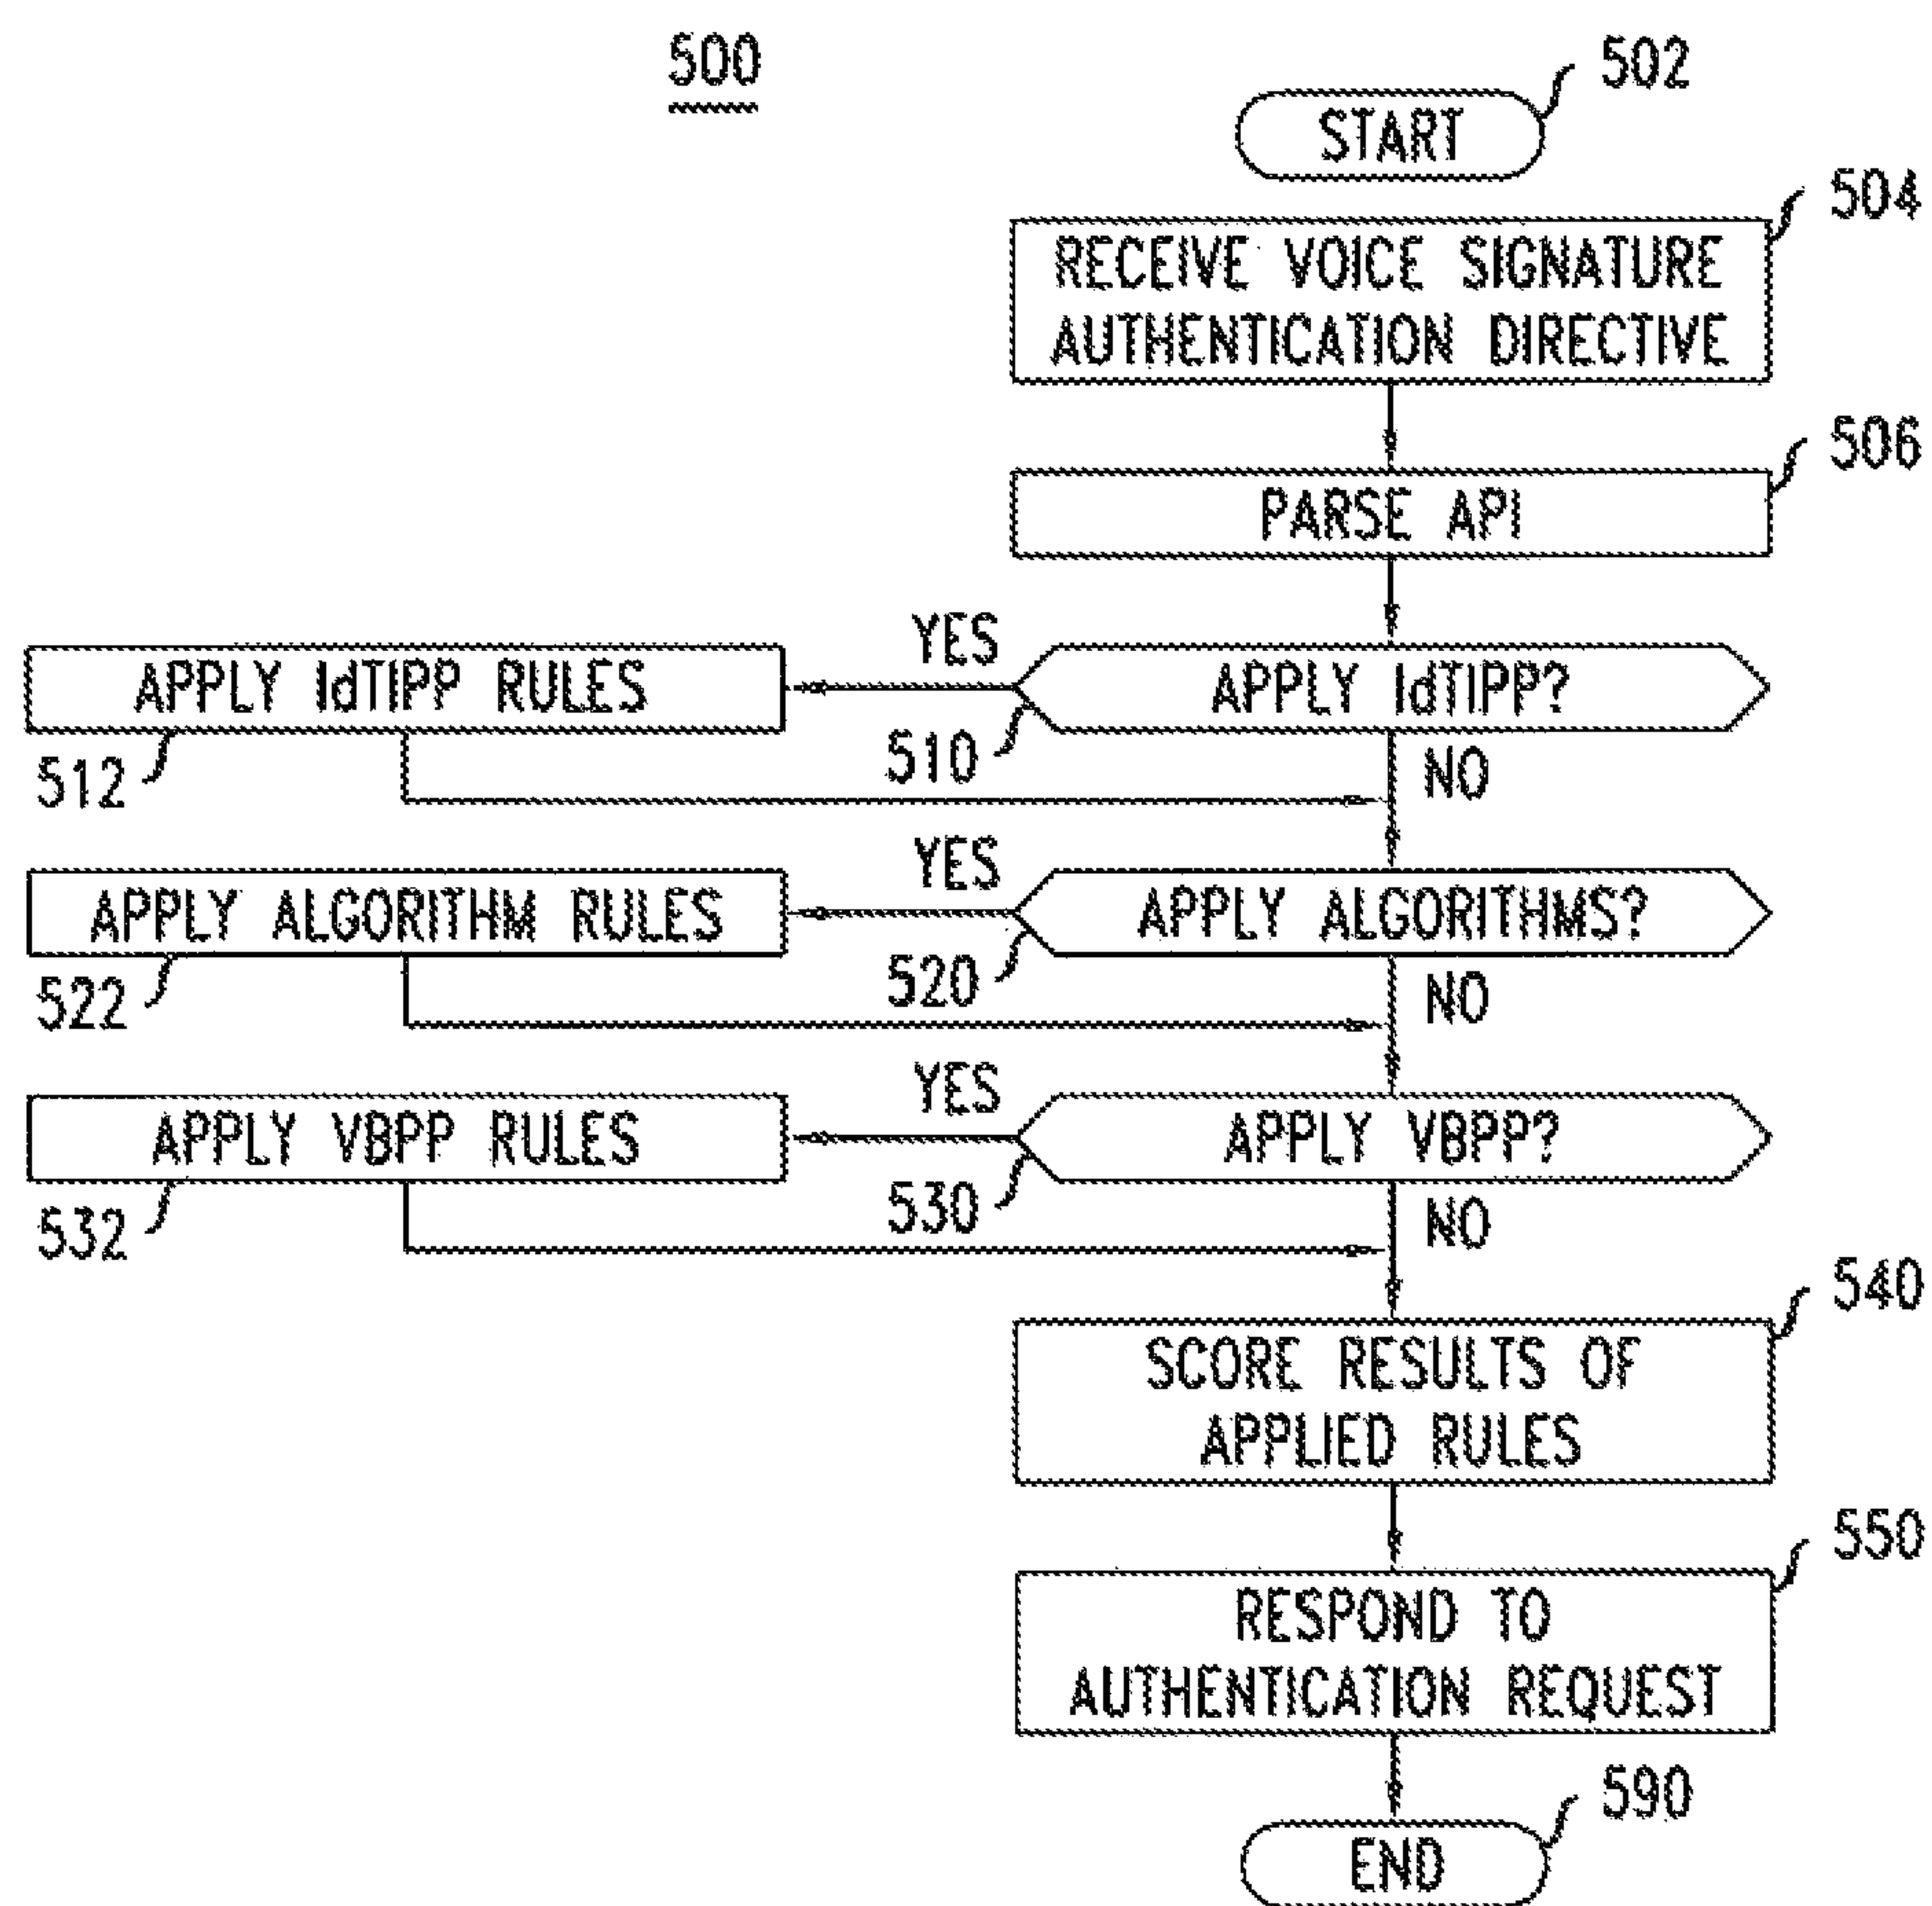 500
502
START
504
RECEIVE VOICE SIGNATURE
AUTHENTICATION DIRECTIVE
506
PARSE API
YES
APPLY IdTIPP RULES
APPLY IdTIPP?
512
510
NO
YES
APPLY ALGORITHM RULES
APPLY ALGORITHMS?
522
520
NO
YES
APPLY VBPP RULES
APPLY VBPP?
532
530
NO
540
SCORE RESULTS OF
APPLIED RULES
550
RESPOND TO
AUTHENTICATION REQUEST
590
END